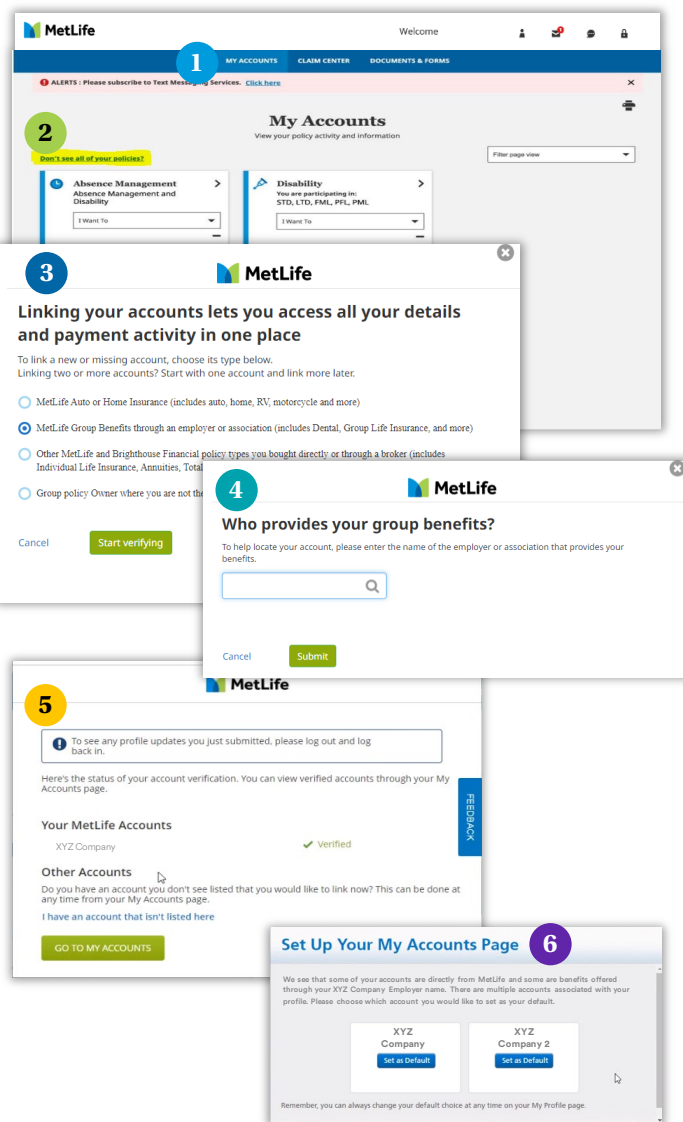 MetLife
Welcome
1
1
MY ACCOUNTS CLAIM CENTER DOCUMENTS & FORMS
ALERTS : Please subscribe to Text Messaging Services. Click here
My Accounts
View your policy activity and information
2
Don't see all of your policies?
Filter page view
Absence Management
Absence Management and
Disability
I Want To
Disability
You are participating in:
STD, LTD, FML, PFL, PML
I Want To
3
MetLife
Linking your accounts lets you access all your details
and payment activity in one place
To link a new or missing account, choose its type below.
Linking two or more accounts? Start with one account and link more later.
MetLife Auto or Home Insurance (includes auto, home, RV, motorcycle and more)
MetLife Group Benefits through an employer or association (includes Dental, Group Life Insurance, and more)
Other MetLife and Brighthouse Financial policy types you bought directly or through a broker (includes
Individual Life Insurance, Annuities, Total
Group policy Owner where you are not the
Cancel Start verifying
4
MetLife
Who provides your group benefits?
To help locate your account, please enter the name of the employer or association that provides your
benefits.
Cancel Submit
MetLife
5
To see any profile updates you just submitted, please log out and log
back in.
Here's the status of your account verification. You can view verified accounts through your My
Accounts page.
FEEDBACK
Your MetLife Accounts
XYZ Company Verified
Other Accounts
Do you have an account you don't see listed that you would like to link now? This can be done at
any time from your My Accounts page.
I have an account that isn't listed here
GO TO MY ACCOUNTS
Set Up Your My Accounts Page
6
We see that some of your accounts are directly from MetLife and some are benefits offered
through your XYZ Company Employer name. There are multiple accounts associated with your
profile. Please choose which account you would like to set as your default.
XYZ
Company
Set as Default
XYZ
Company 2
Set as Default
Remember, you can always change your default choice at any time on your My Profile page.